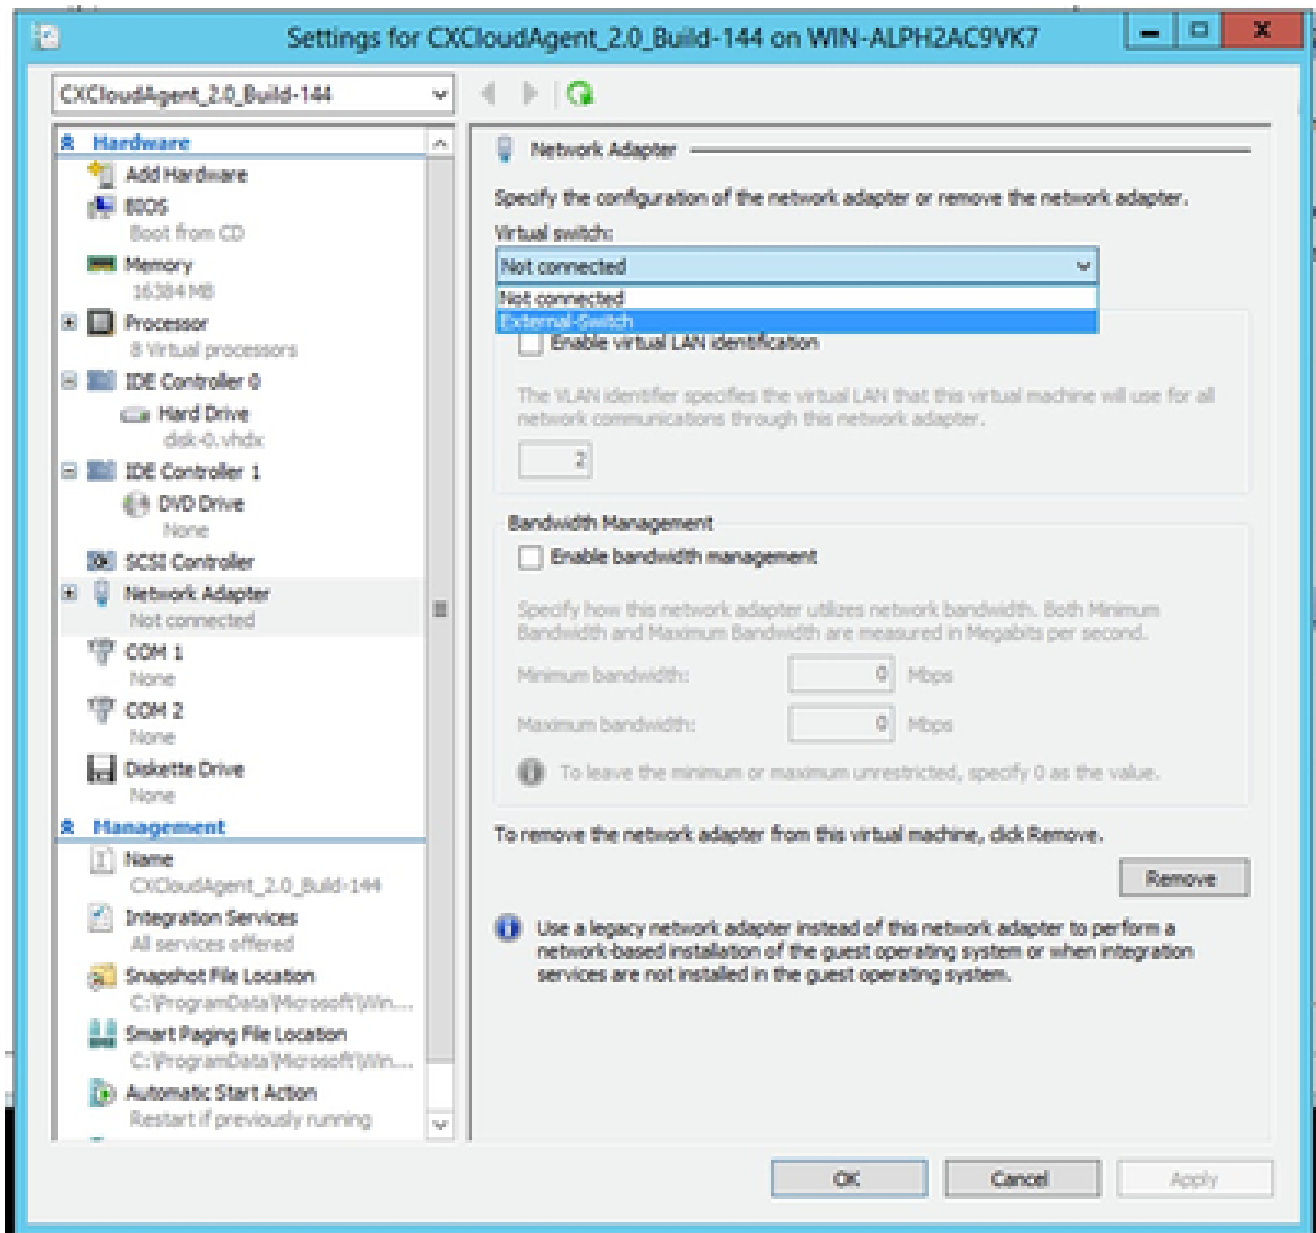 Settings for CXCloudAgent_2.0_Build-144 on WIN-ALPH2AC9VK7
CXCloudAgent_2.0_Build-144
Hardware
Add Hardware
BIOS
Boot from CD
Memory
16384 MB
Processor
8 Virtual processors
IDE Controller 0
Hard Drive
disk-0.vhdx
IDE Controller 1
DVD Drive
None
SCSI Controller
Network Adapter
Not connected
COM 1
None
COM 2
None
Diskette Drive
None
Management
Name
CXCloudAgent_2.0_Build-144
Integration Services
All services offered
Snapshot File Location
C:\ProgramData\Microsoft\Win....
Smart Paging File Location
C:\ProgramData\Microsoft\Win....
Automatic Start Action
Restart if previously running
Network Adapter
Specify the configuration of the network adapter or remove the network adapter.
Virtual switch:
Not connected
Not connected
External-Switch
Enable virtual LAN identification
The VLAN identifier specifies the virtual LAN that this virtual machine will use for all
network communications through this network adapter.
2
Bandwidth Management
Enable bandwidth management
Specify how this network adapter utilizes network bandwidth. Both Minimum
Bandwidth and Maximum Bandwidth are measured in Megabits per second.
Minimum bandwidth: 0 Mbps
Maximum bandwidth: 0 Mbps
To leave the minimum or maximum unrestricted, specify 0 as the value.
To remove the network adapter from this virtual machine, click Remove.
Remove
Use a legacy network adapter instead of this network adapter to perform a
network-based installation of the guest operating system or when integration
services are not installed in the guest operating system.
OK Cancel Apply